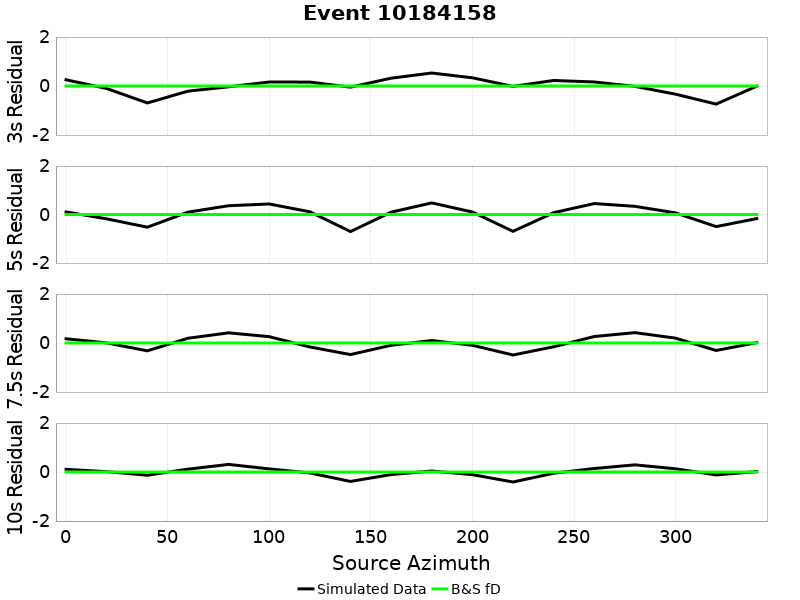 Event 10184158
3s Residual
2
0
-2
5s Residual
2
0
-2
7.5s Residual
2
0
-2
10s Residual
2
0
-2
0 50 100 150 200 250 300
Source Azimuth
Simulated Data B&S fD